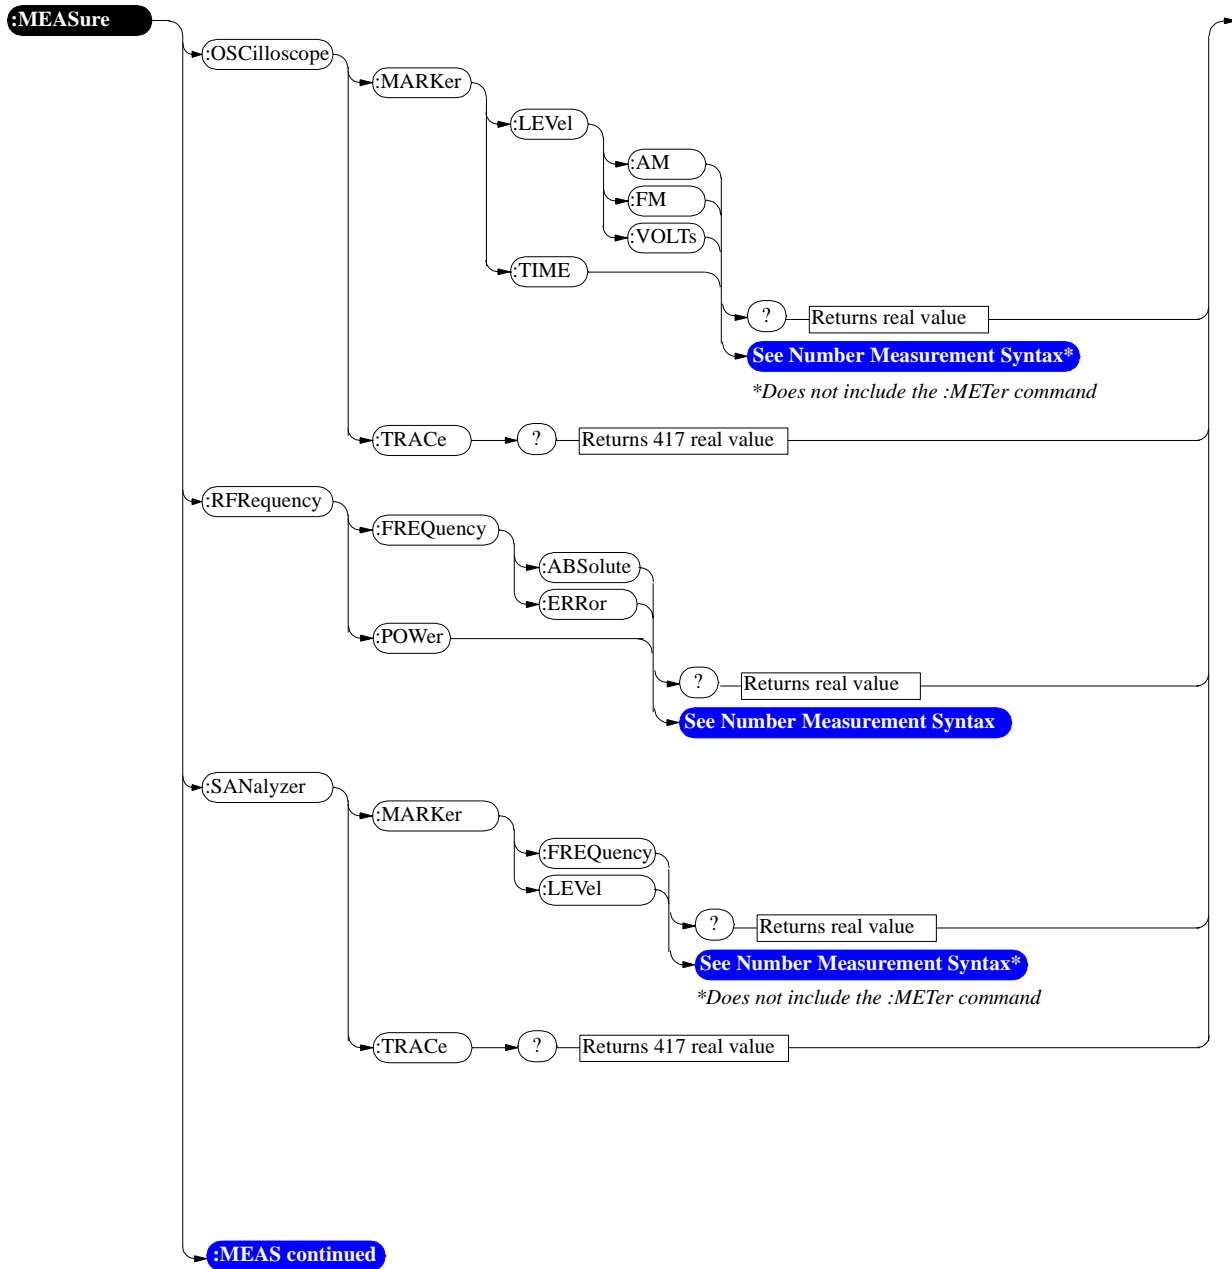 :MEASure
:OSCilloscope
:MARKer
:LEVel
:AM
:FM
:VOLTs
:TIME
? Returns real value
See Number Measurement Syntax*
*Does not include the :METer command
:TRACe ? Returns 417 real value
:RFRequency
:FREQuency
:ABSolute
:ERRor
:POWer
? Returns real value
See Number Measurement Syntax
:SANalyzer
:MARKer
:FREQuency
:LEVel
? Returns real value
See Number Measurement Syntax*
*Does not include the :METer command
:TRACe ? Returns 417 real value
:MEAS continued